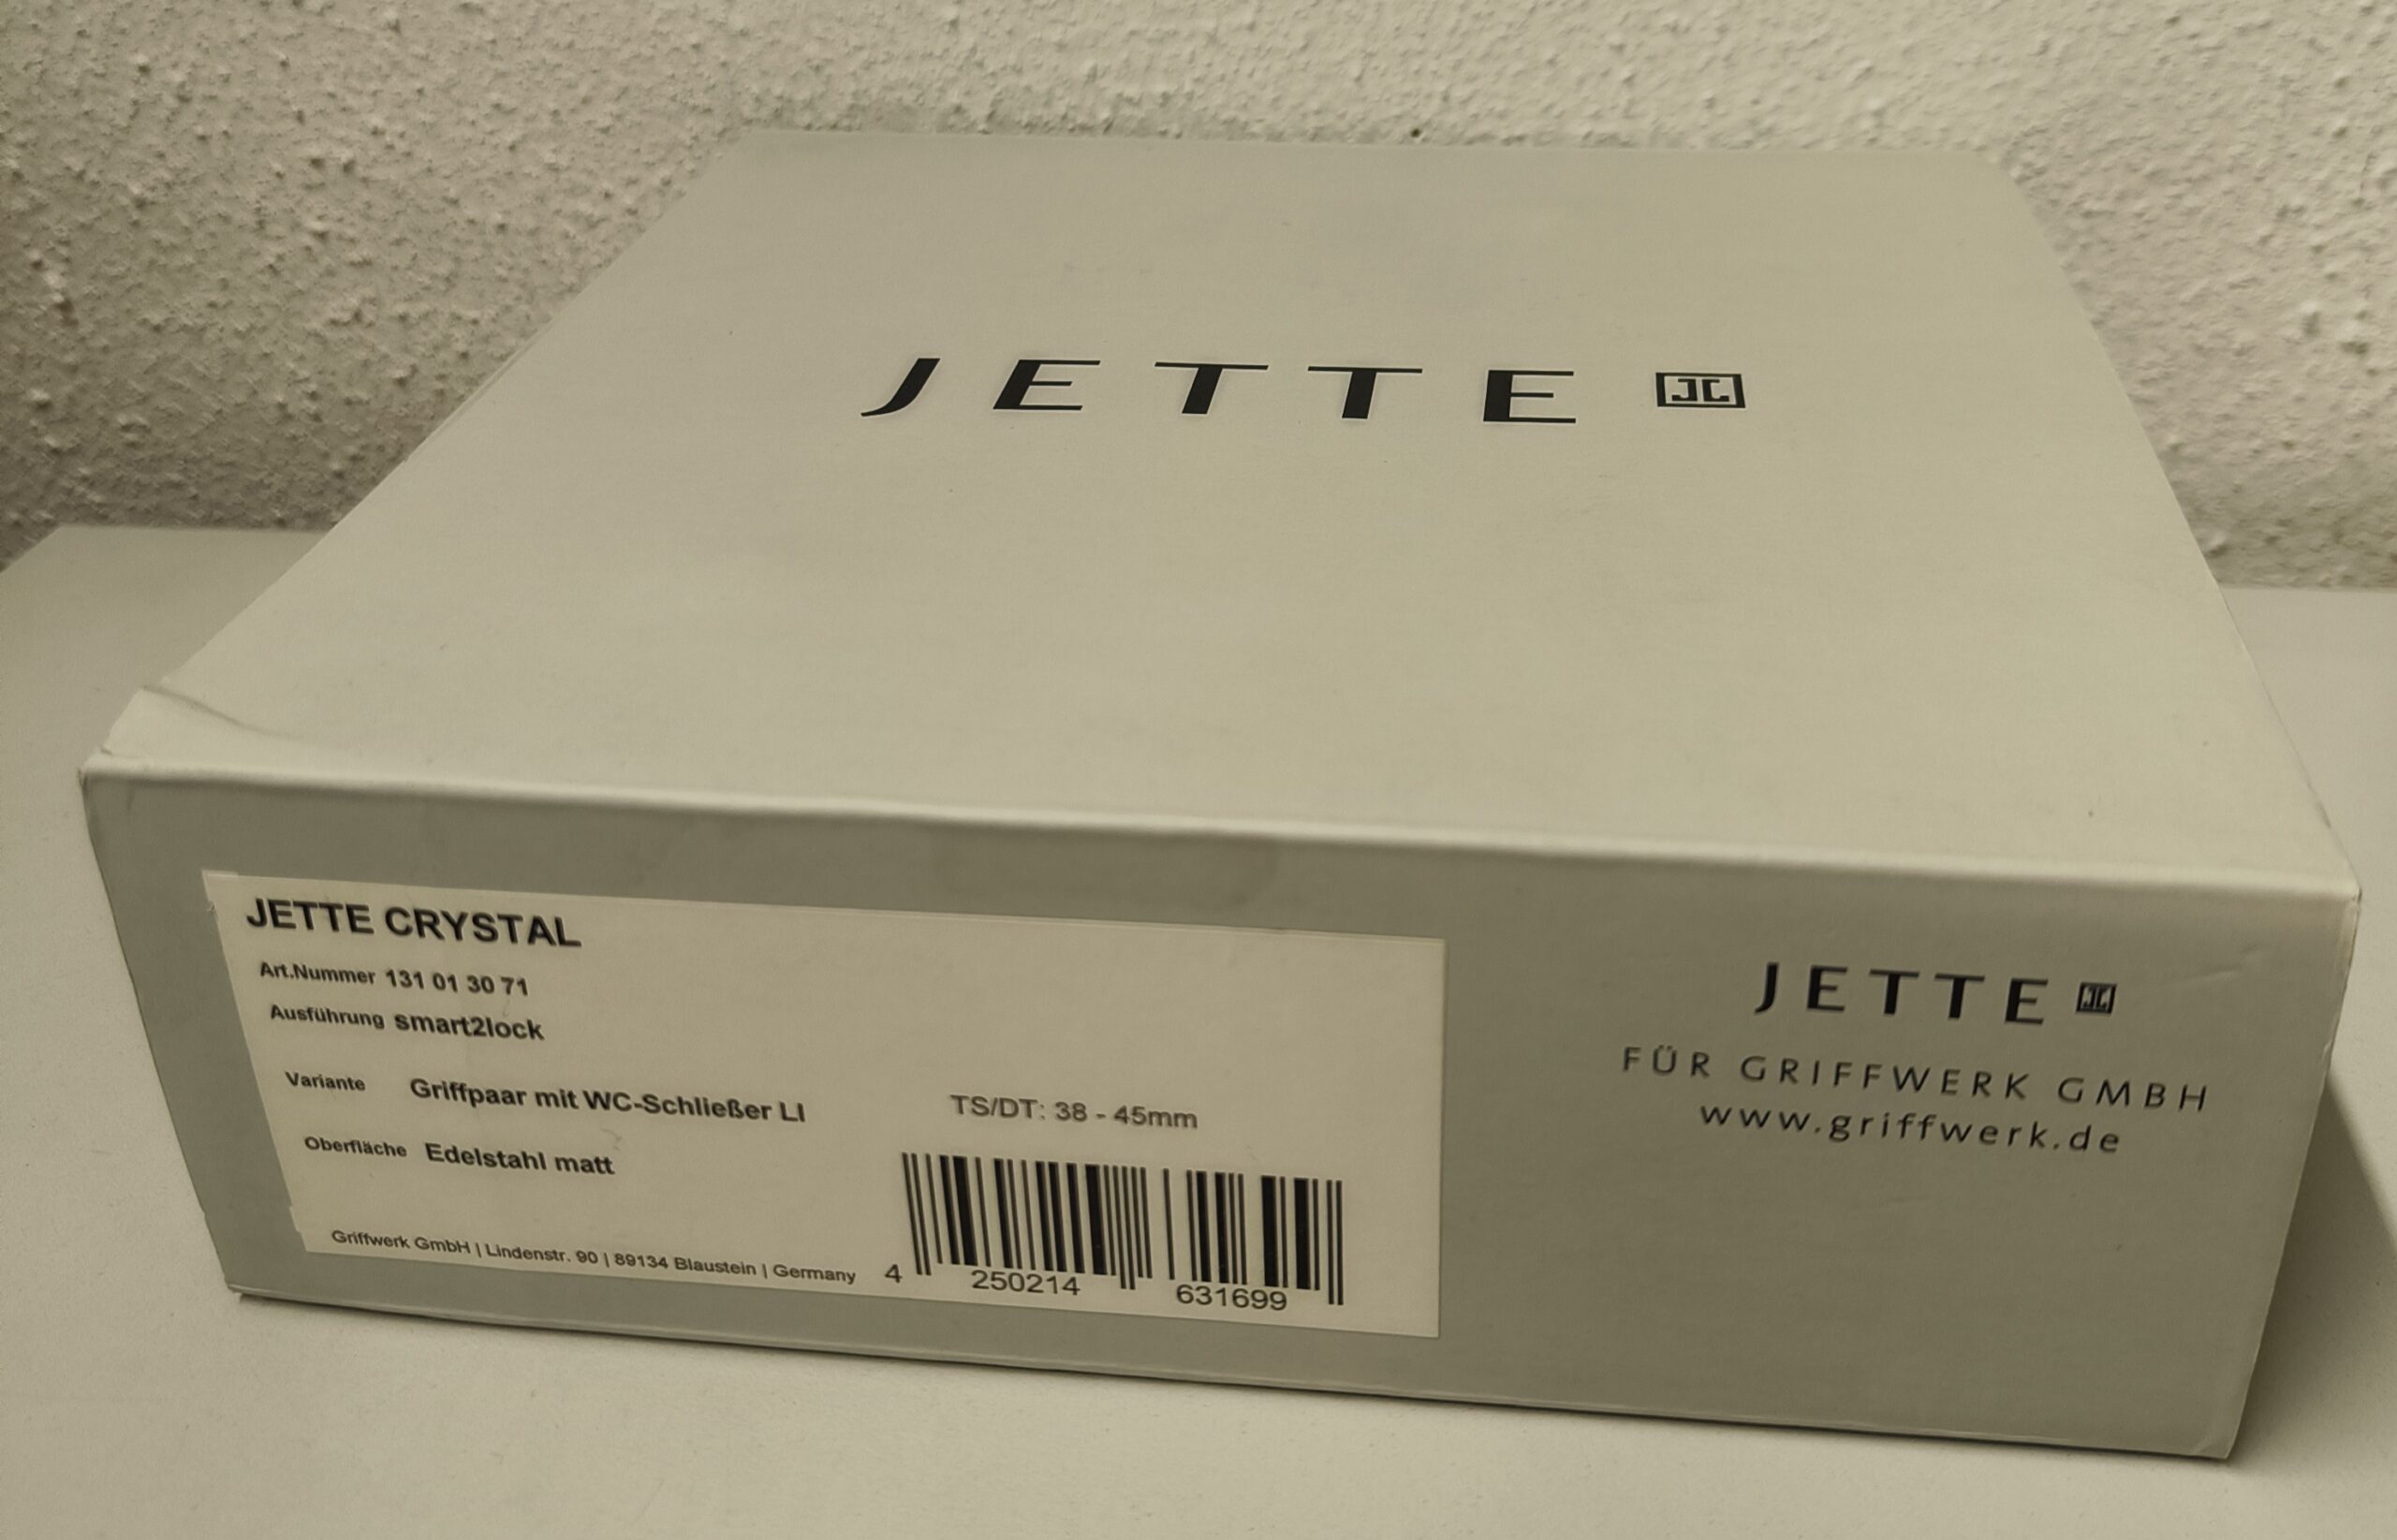 JETTE JC
JETTE CRYSTAL
Art.Nummer 131 01 30 71
Ausführung smart2lock
Variante Griffpaar mit WC-Schließer LI
TS/DT: 38 - 45mm
Oberfläche Edelstahl matt
Griffwerk GmbH | Lindenstr. 90 | 89134 Blaustein | Germany
4 250214 631699
JETTE JC
FÜR GRIFFWERK GMBH
www.griffwerk.de